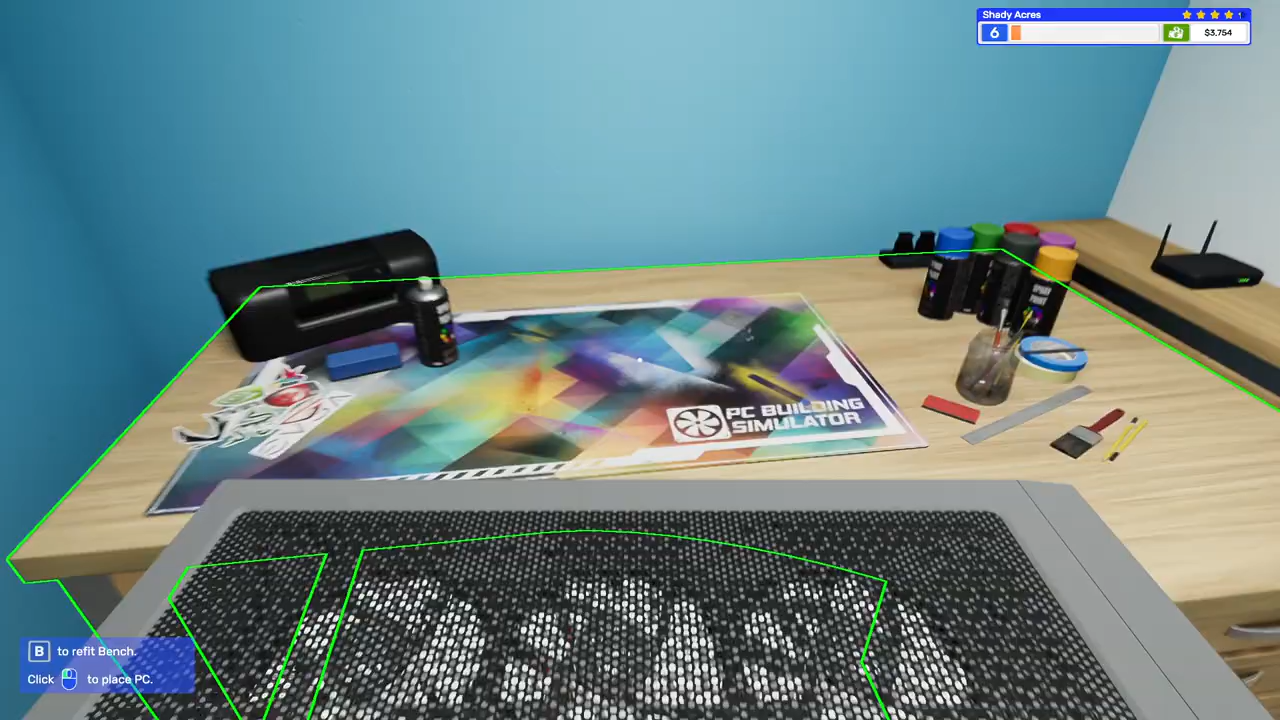 Shady Acres
6
$3,754
PC BUILDING
SIMULATOR
B to refit Bench.
Click to place PC.